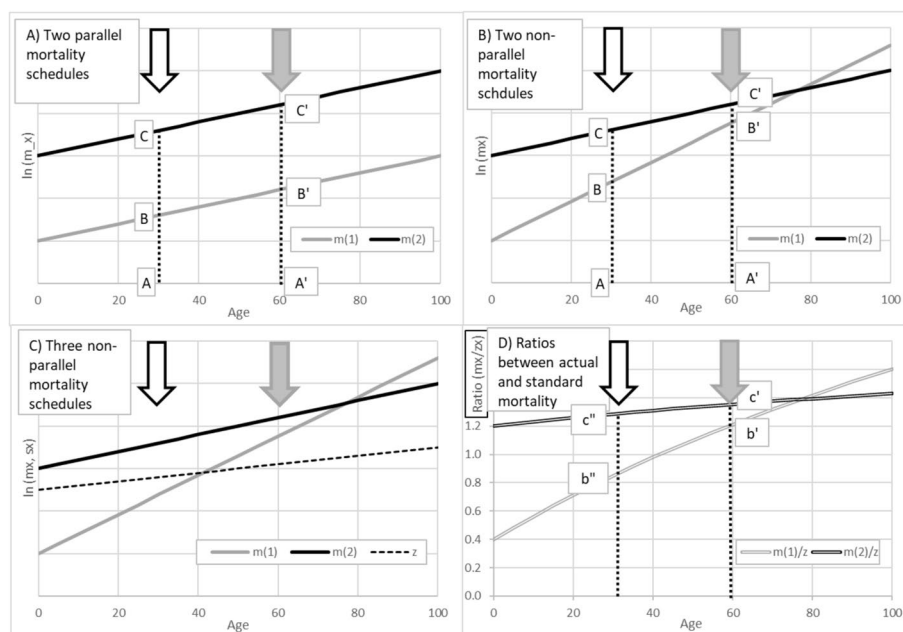 A) Two parallel
mortality
schedules
C
C'
B
B'
A
A'
ln (m_x)
m(1) m(2)
0 20 40 60 80 100
Age
B) Two non-
parallel
mortality
schdules
C
C'
B'
B
A
A'
ln (mx)
m(1) m(2)
0 20 40 60 80 100
Age
C) Three non-
parallel
mortality
schedules
ln (mx, sx)
m(1) m(2) z
0 20 40 60 80 100
Age
D) Ratios
between actual
and standard
mortality
Ratio (mx/zx)
c"
c'
b'
b"
1.2
1.0
0.8
0.6
0.4
0.2
0.0
m(1)/z m(2)/z
0 20 40 60 80 100
Age